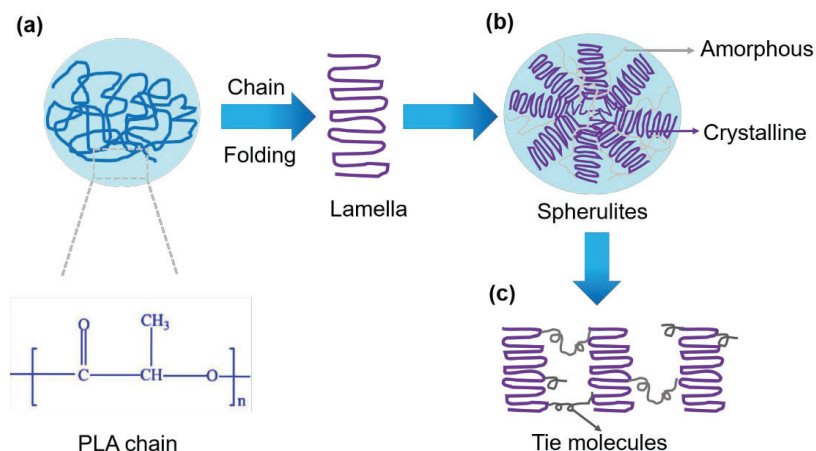 (a)
(b)
Amorphous
Chain
Folding
Crystalline
Lamella
Spherulites
(c)
O
CH₃
C
CH
O
n
PLA chain
Tie molecules